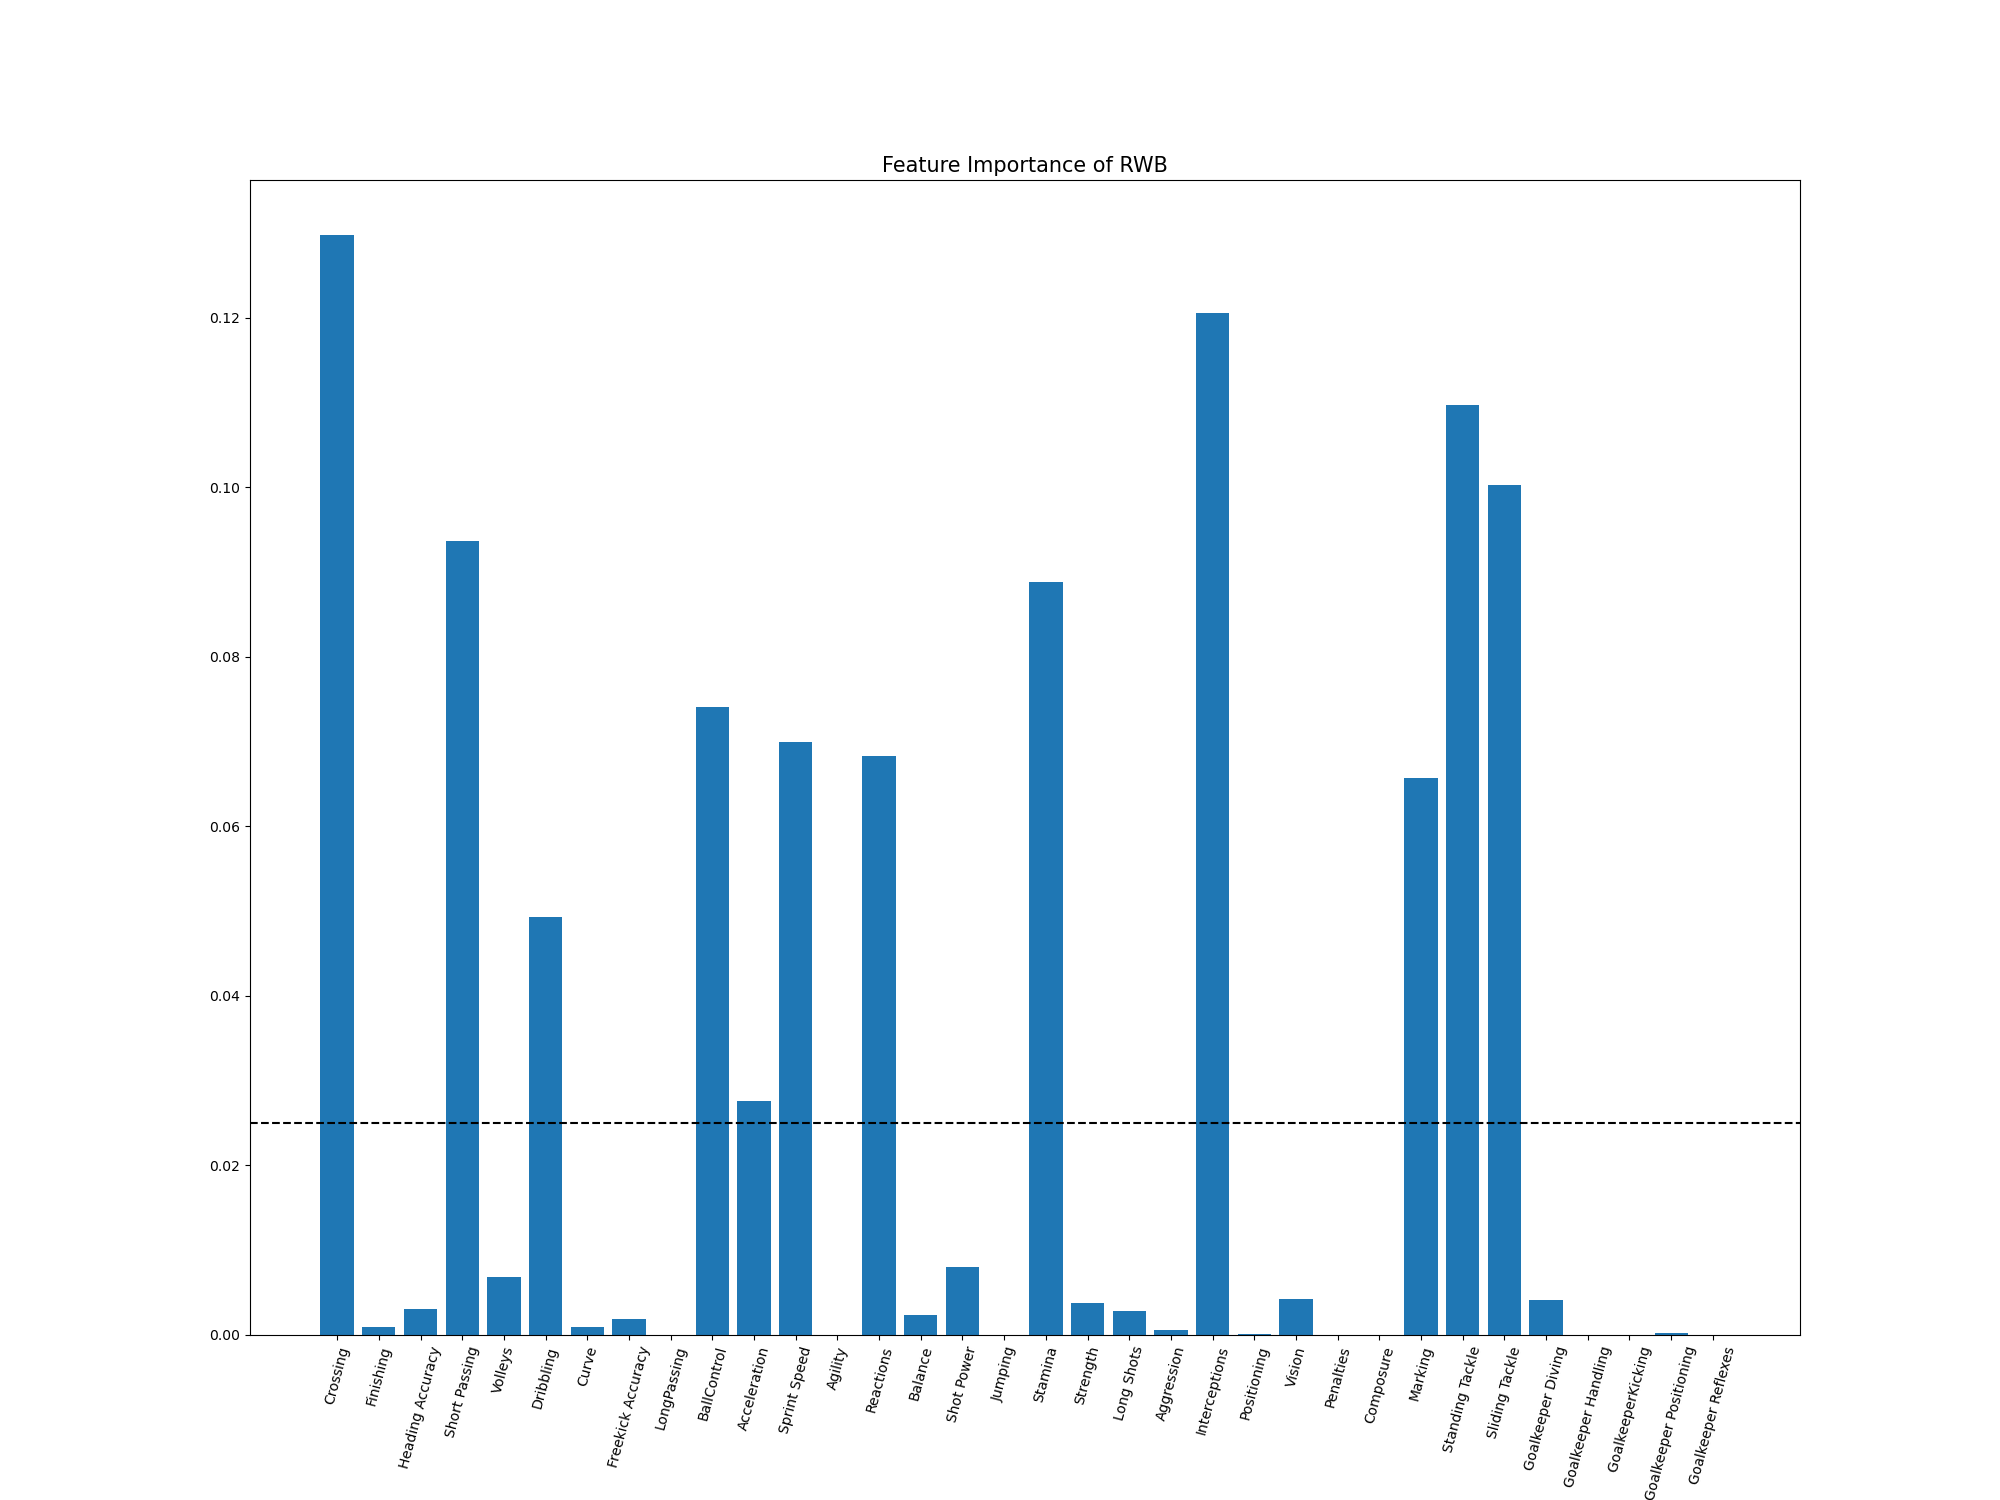 Feature Importance of RWB
0.12
0.10
0.08
0.06
0.04
0.02
0.00
Crossing
Finishing
Heading Accuracy
Short Passing
Volleys
Dribbling
Curve
Freekick Accuracy
LongPassing
BallControl
Acceleration
Sprint Speed
Agility
Reactions
Balance
Shot Power
Jumping
Stamina
Strength
Long Shots
Aggression
Interceptions
Positioning
Vision
Penalties
Composure
Marking
Standing Tackle
Sliding Tackle
Goalkeeper Diving
Goalkeeper Handling
GoalkeeperKicking
Goalkeeper Positioning
Goalkeeper Reflexes